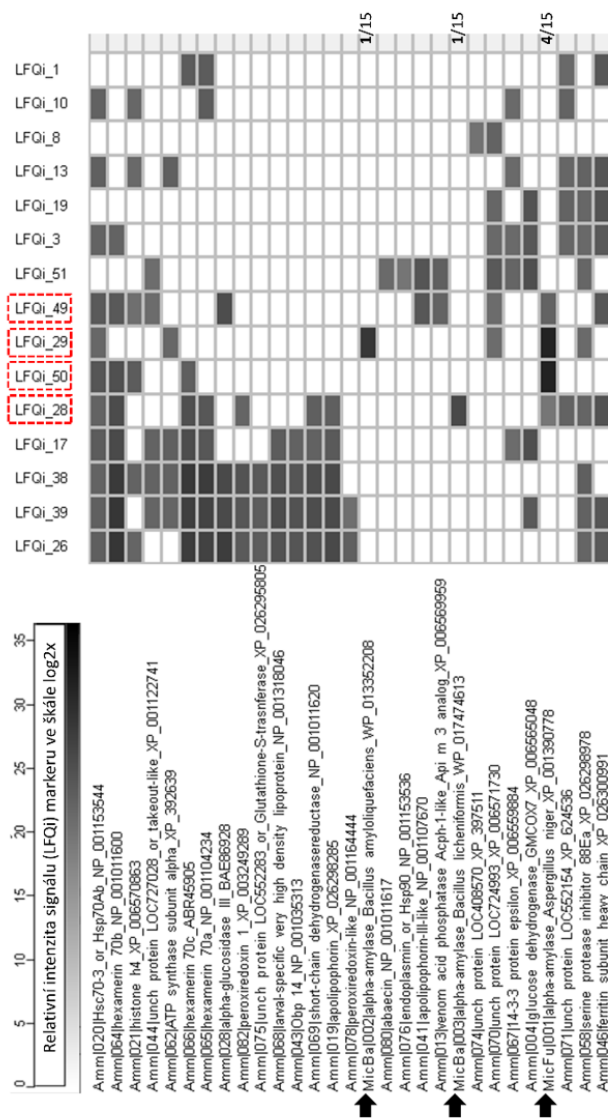 0 5 10 15 20 25 30 35
Relativní intenzita signálu (LFQi) markeru ve škále log2x
LFQi_26
LFQi_39
LFQi_38
LFQi_17
LFQi_28
LFQi_50
LFQi_29
LFQi_49
LFQi_51
LFQi_3
LFQi_19
LFQi_13
LFQi_8
LFQi_10
LFQi_1
Amm|020|Hsc70-3_or_Hsp70Ab_NP_001153544
Amm|064|hexamerin 70b_NP_001011600
Amm|021|histone h4_XP_006570863
Amm|044|unch protein LOC727028_or_takeout-like_XP_001122741
Amm|062|ATP synthase subunit alpha_XP_392639
Amm|066|hexamerin 70c_ABR45905
Amm|065|hexamerin 70a_NP_001104234
Amm|028|alpha-glucosidase III_BAE86928
Amm|082|peroxiredoxin 1_XP_003249289
Amm|075|unch protein LOC552283_or_Glutathione-S-trasnferase_XP_026295805
Amm|068|larval-specific very high density lipoprotein_NP_001318046
Amm|043|Obp 14_NP_001035313
Amm|069|short-chain dehydrogenasereductase_NP_001011620
Amm|019|apolipophorin_XP_026298285
Amm|078|peroxiredoxin-like_NP_001164444
MicBa|002|alpha-amylase_Bacillus amyloliquefaciens_WP_013352208 1/15
Amm|080|abaecin_NP_001011617
Amm|076|endoplasmin_or_Hsp90_NP_001153536
Amm|041|apolipophorin-III-like_NP_001107670
Amm|013|venom acid phosphatase Acph-1-like_Api m 3 analog_XP_006569959
MicBa|003|alpha-amylase_Bacillus licheniformis_WP_017474613 1/15
Amm|074|unch protein LOC408570_XP_397511
Amm|070|unch protein LOC724993_XP_006571730
Amm|067|14-3-3 protein epsilon_XP_006559884
Amm|004|glucose dehydrogenase_GMCOX7_XP_006565048
MicFu|001|alpha-amylase_Aspergillus niger_XP_001390778 4/15
Amm|071|unch protein LOC552154_XP_624536
Amm|058|serine protease inhibitor 88Ea_XP_026298978
Amm|046|ferritin subunit heavy chain_XP_026300991